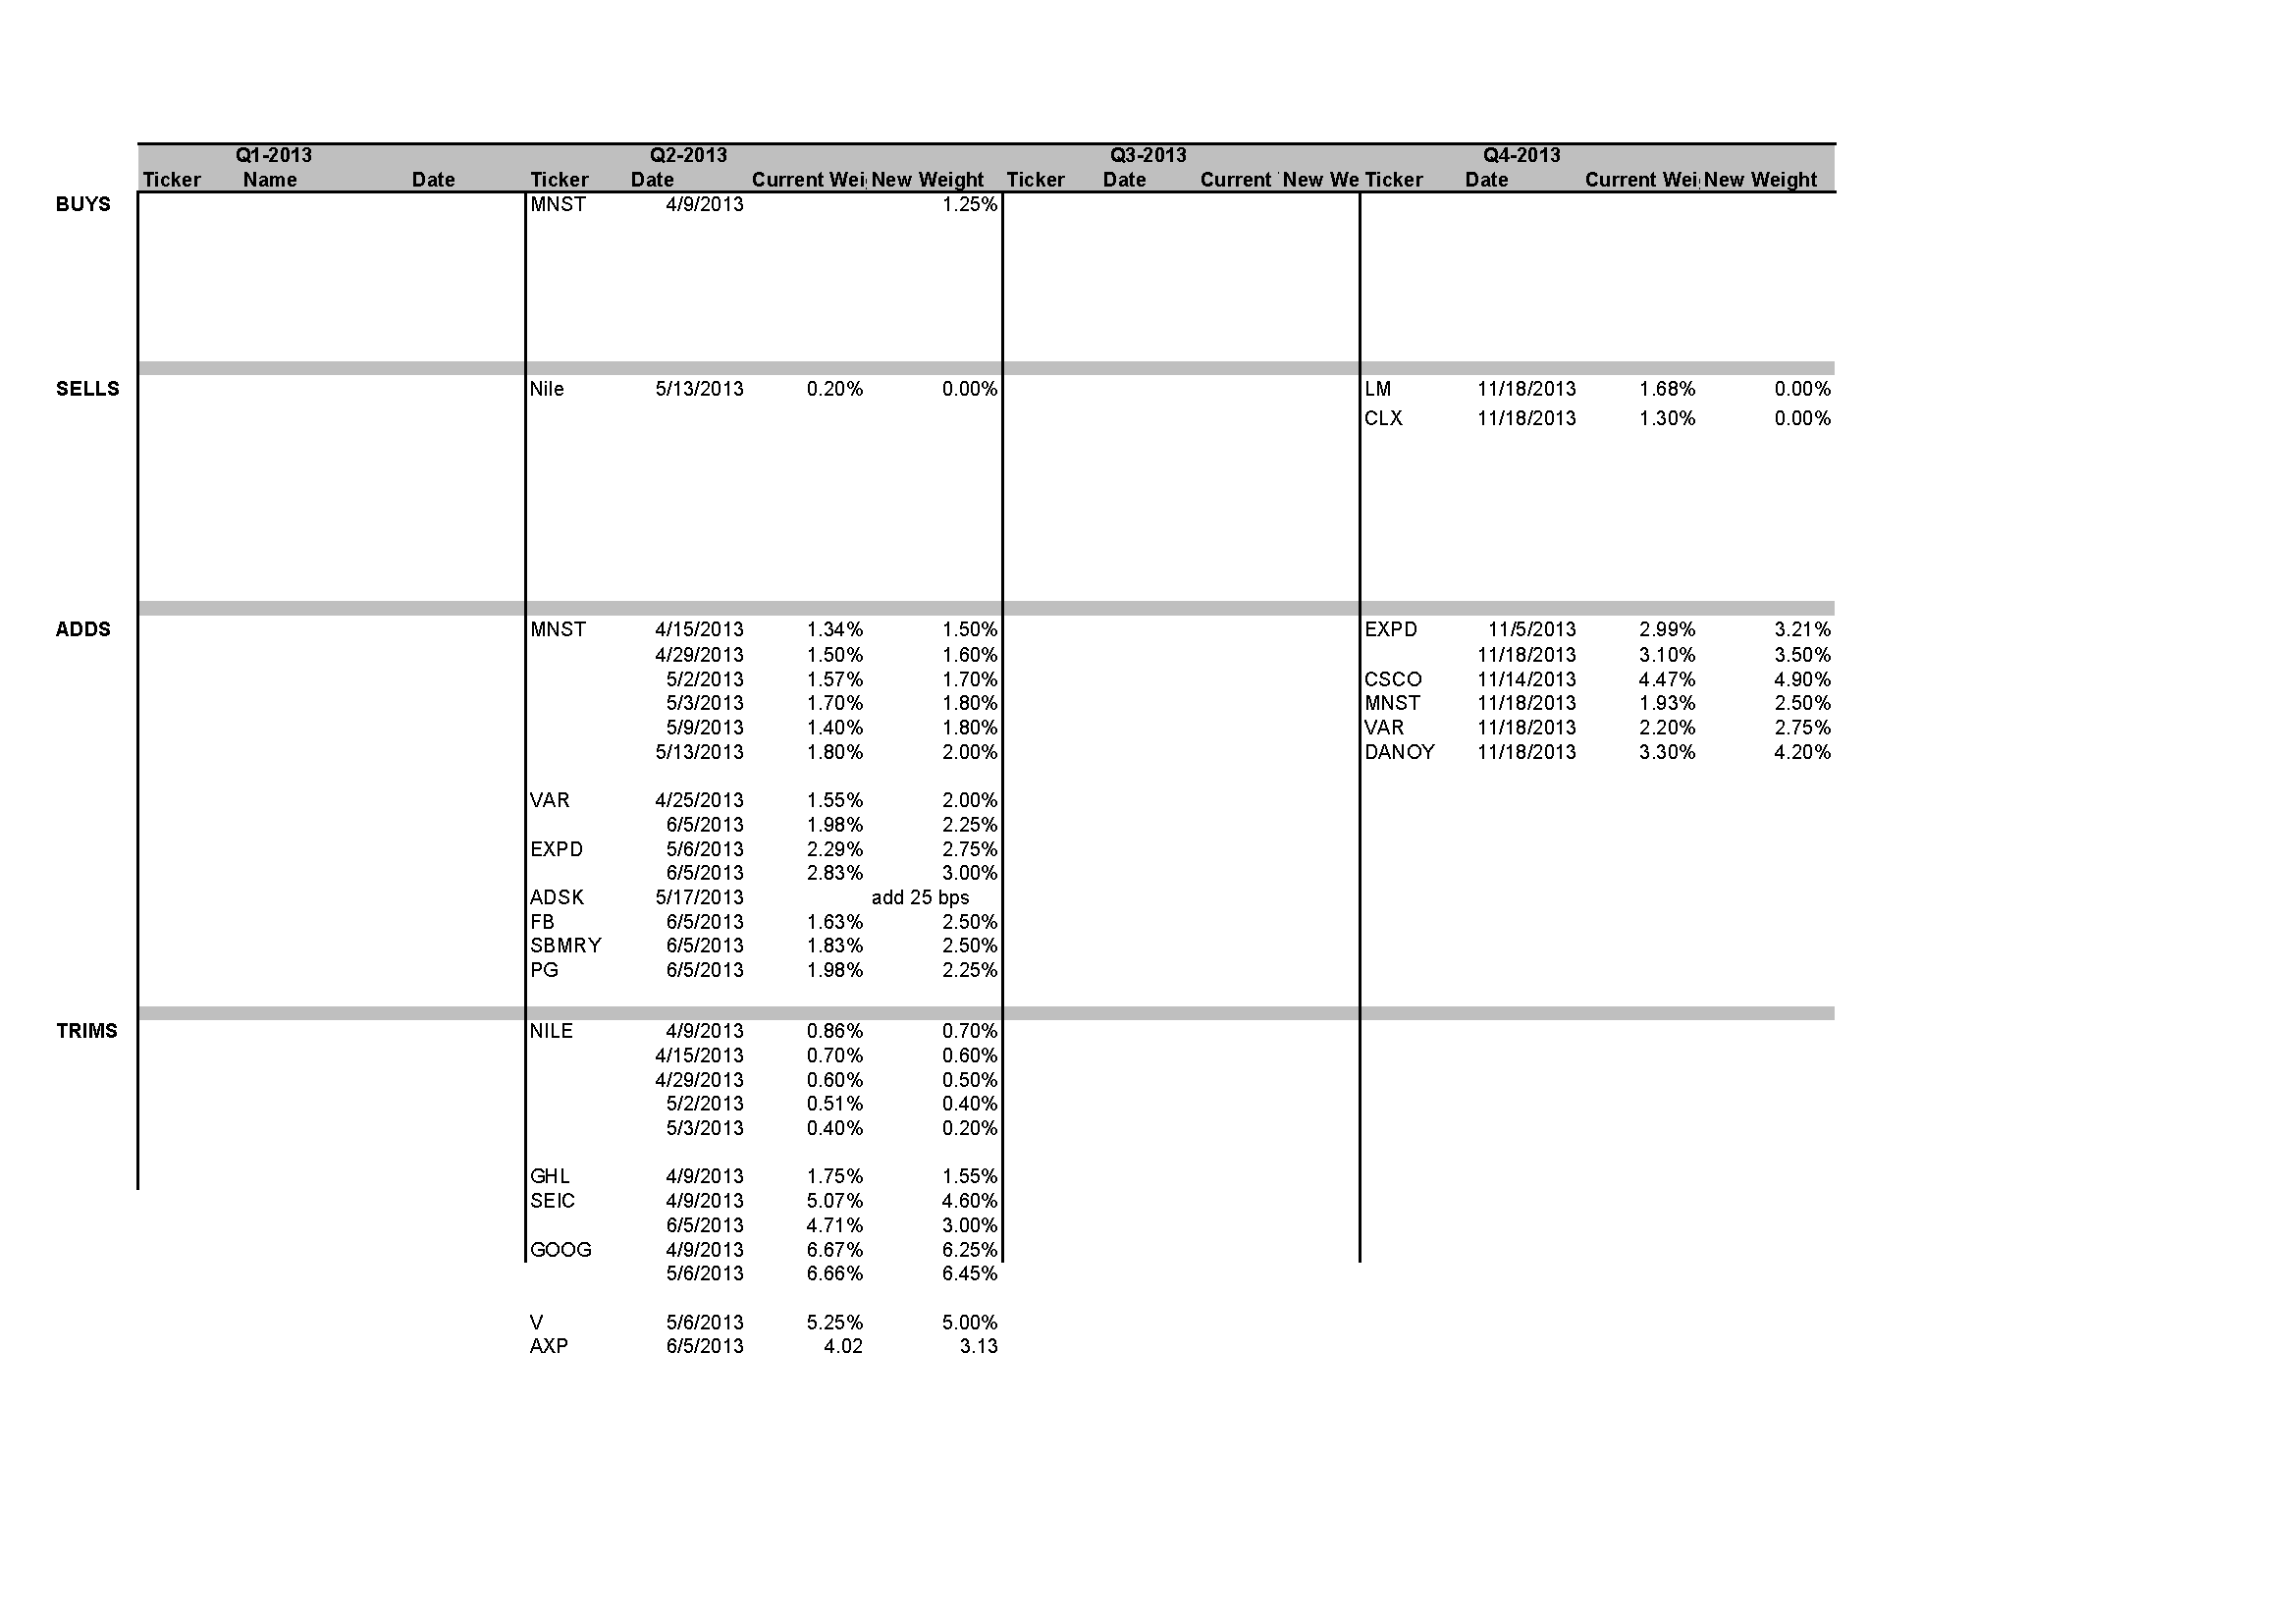 Q1-2013 Q2-2013 Q3-2013 Q4-2013
Ticker Name Date Ticker Date Current Wei New Weight Ticker Date Current New We Ticker Date Current Wei New Weight
BUYS MNST 4/9/2013 1.25%
SELLS Nile 5/13/2013 0.20% 0.00% LM 11/18/2013 1.68% 0.00%
CLX 11/18/2013 1.30% 0.00%
ADDS MNST 4/15/2013 1.34% 1.50% EXPD 11/5/2013 2.99% 3.21%
4/29/2013 1.50% 1.60% 11/18/2013 3.10% 3.50%
5/2/2013 1.57% 1.70% CSCO 11/14/2013 4.47% 4.90%
5/3/2013 1.70% 1.80% MNST 11/18/2013 1.93% 2.50%
5/9/2013 1.40% 1.80% VAR 11/18/2013 2.20% 2.75%
5/13/2013 1.80% 2.00% DANOY 11/18/2013 3.30% 4.20%
VAR 4/25/2013 1.55% 2.00%
6/5/2013 1.98% 2.25%
EXPD 5/6/2013 2.29% 2.75%
6/5/2013 2.83% 3.00%
ADSK 5/17/2013 add 25 bps
FB 6/5/2013 1.63% 2.50%
SBMRY 6/5/2013 1.83% 2.50%
PG 6/5/2013 1.98% 2.25%
TRIMS NILE 4/9/2013 0.86% 0.70%
4/15/2013 0.70% 0.60%
4/29/2013 0.60% 0.50%
5/2/2013 0.51% 0.40%
5/3/2013 0.40% 0.20%
GHL 4/9/2013 1.75% 1.55%
SEIC 4/9/2013 5.07% 4.60%
6/5/2013 4.71% 3.00%
GOOG 4/9/2013 6.67% 6.25%
5/6/2013 6.66% 6.45%
V 5/6/2013 5.25% 5.00%
AXP 6/5/2013 4.02 3.13